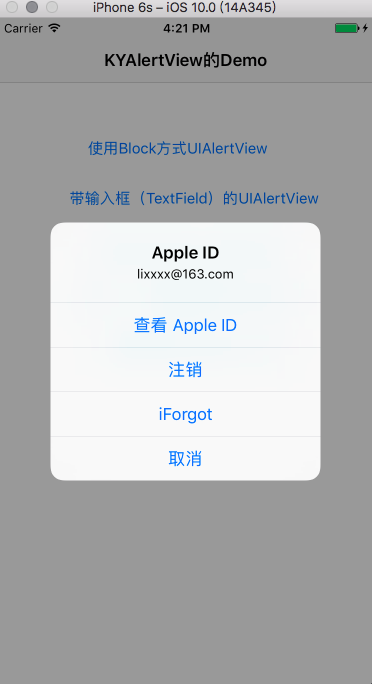 iPhone 6s – iOS 10.0 (14A345)
Carrier 4:21 PM
KYAlertView的Demo
使用Block方式UIAlertView
带输入框（TextField）的UIAlertView
Apple ID
lixxxx@163.com
查看 Apple ID
注销
iForgot
取消